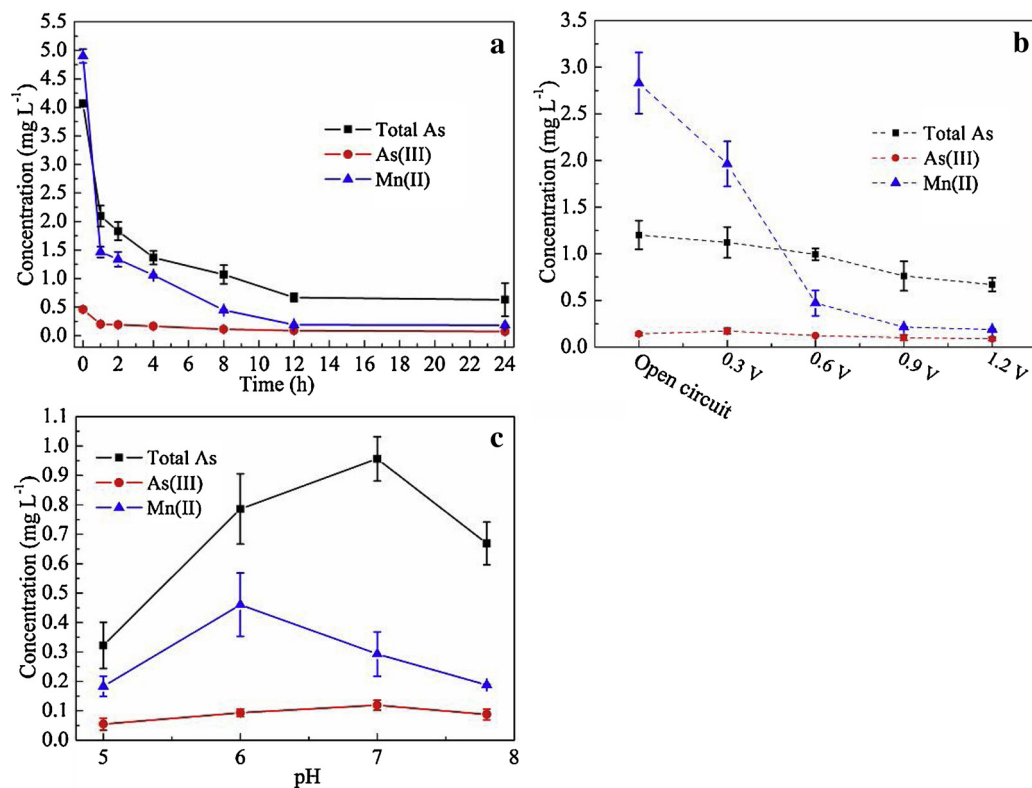 a
5.0
4.5
4.0
3.5
3.0
2.5
2.0
1.5
1.0
0.5
0.0
Concentration (mg L⁻¹)
Total As
As(III)
Mn(II)
0 2 4 6 8 10 12 14 16 18 20 22 24
Time (h)
b
3.5
3.0
2.5
2.0
1.5
1.0
0.5
0.0
Concentration (mg L⁻¹)
Total As
As(III)
Mn(II)
Open circuit 0.3 V 0.6 V 0.9 V 1.2 V
c
1.1
1.0
0.9
0.8
0.7
0.6
0.5
0.4
0.3
0.2
0.1
0.0
Concentration (mg L⁻¹)
Total As
As(III)
Mn(II)
5 6 7 8
pH